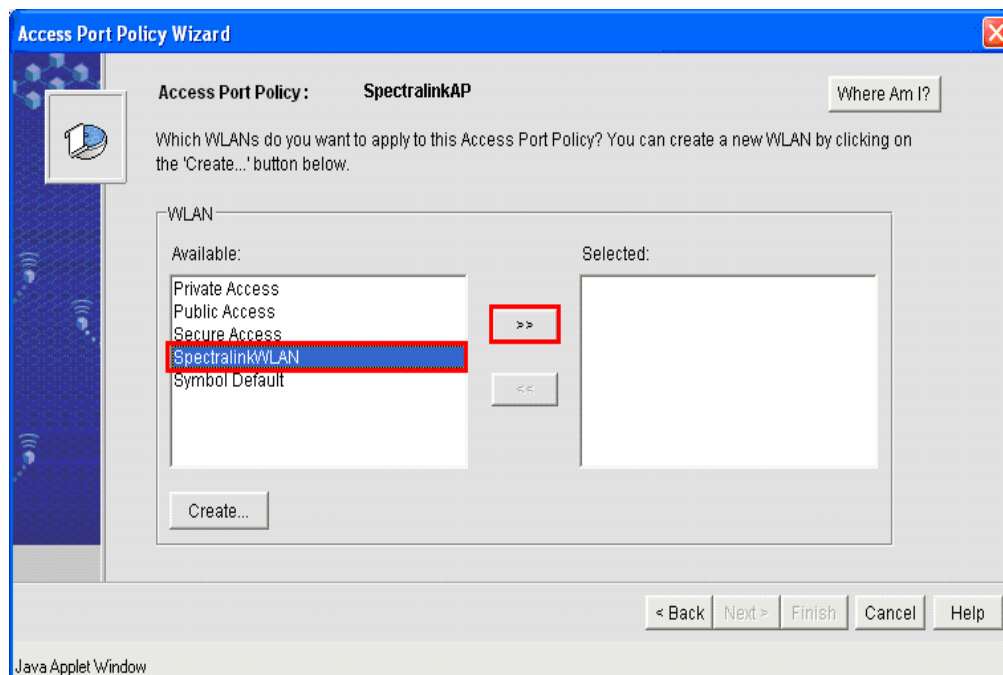 Access Port Policy Wizard
Access Port Policy : SpectralinkAP
Where Am I?
Which WLANs do you want to apply to this Access Port Policy? You can create a new WLAN by clicking on
the 'Create...' button below.
WLAN
Available:
Selected:
Private Access
Public Access
Secure Access
SpectralinkWLAN
Symbol Default
>>
<<
Create...
< Back
Next >
Finish
Cancel
Help
Java Applet Window